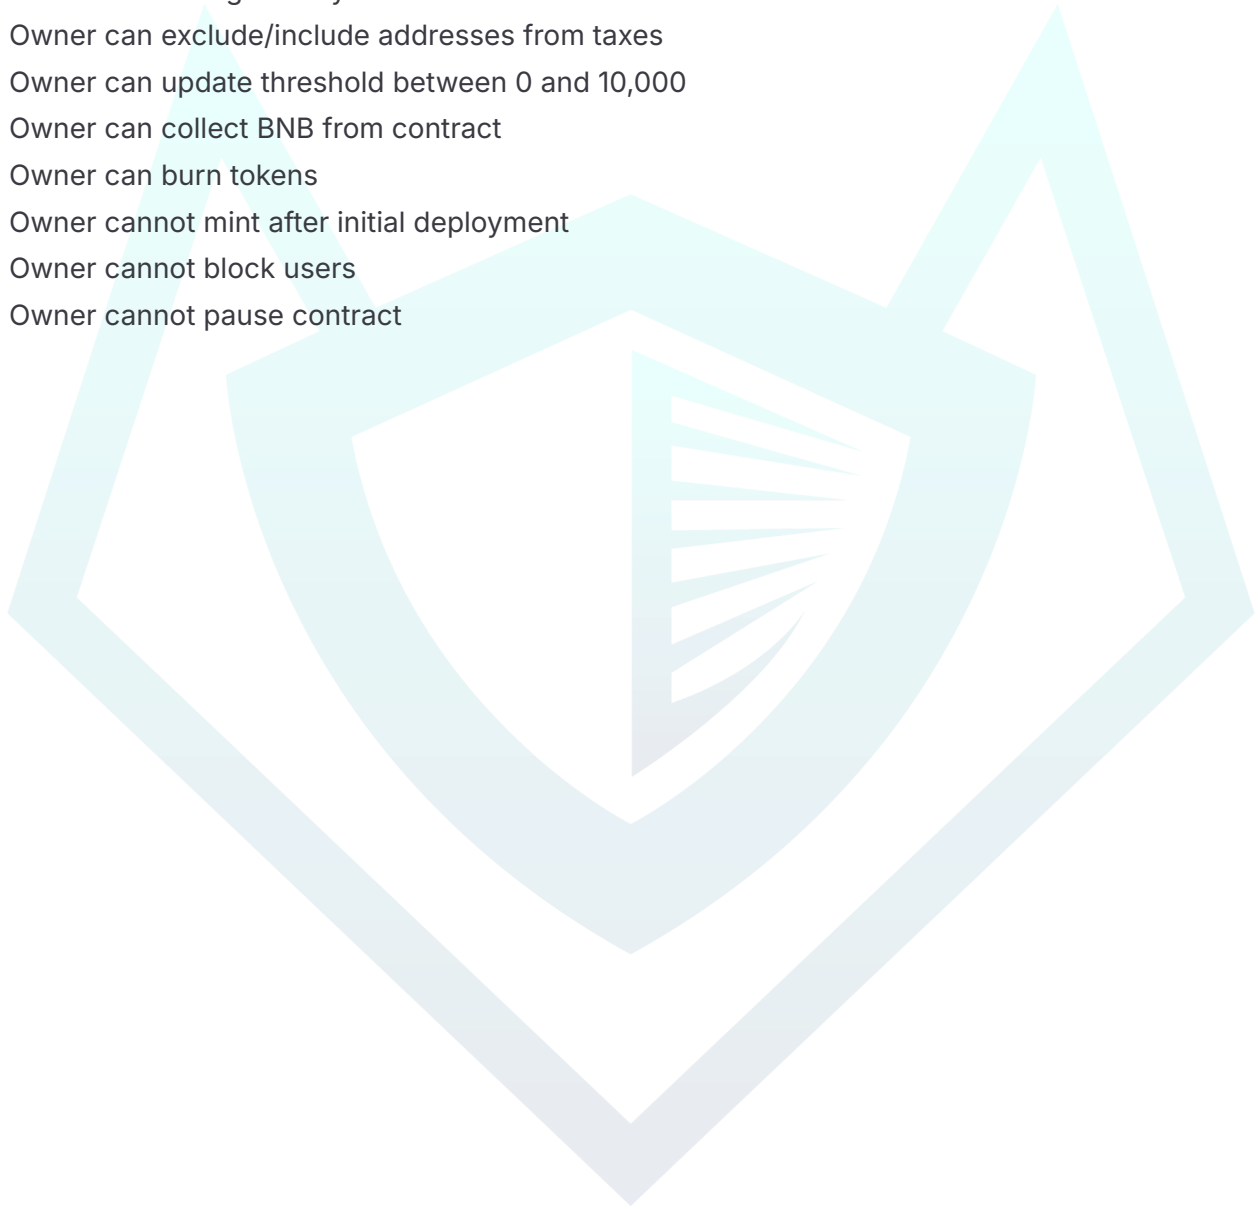 Owner can exclude/include addresses from taxes
Owner can update threshold between 0 and 10,000
Owner can collect BNB from contract
Owner can burn tokens
Owner cannot mint after initial deployment
Owner cannot block users
Owner cannot pause contract